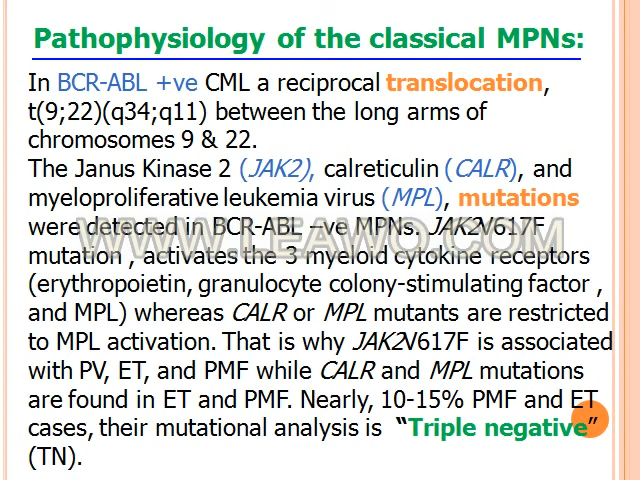 Pathophysiology of the classical MPNs:
In BCR-ABL +ve CML a reciprocal translocation,
t(9;22)(q34;q11) between the long arms of
chromosomes 9 & 22.
The Janus Kinase 2 (JAK2), calreticulin (CALR), and
myeloproliferative leukemia virus (MPL), mutations
were detected in BCR-ABL –ve MPNs. JAK2V617F
WWW.LEAWO.COM
mutation , activates the 3 myeloid cytokine receptors
(erythropoietin, granulocyte colony-stimulating factor ,
and MPL) whereas CALR or MPL mutants are restricted
to MPL activation. That is why JAK2V617F is associated
with PV, ET, and PMF while CALR and MPL mutations
are found in ET and PMF. Nearly, 10-15% PMF and ET
cases, their mutational analysis is “Triple negative”
(TN).